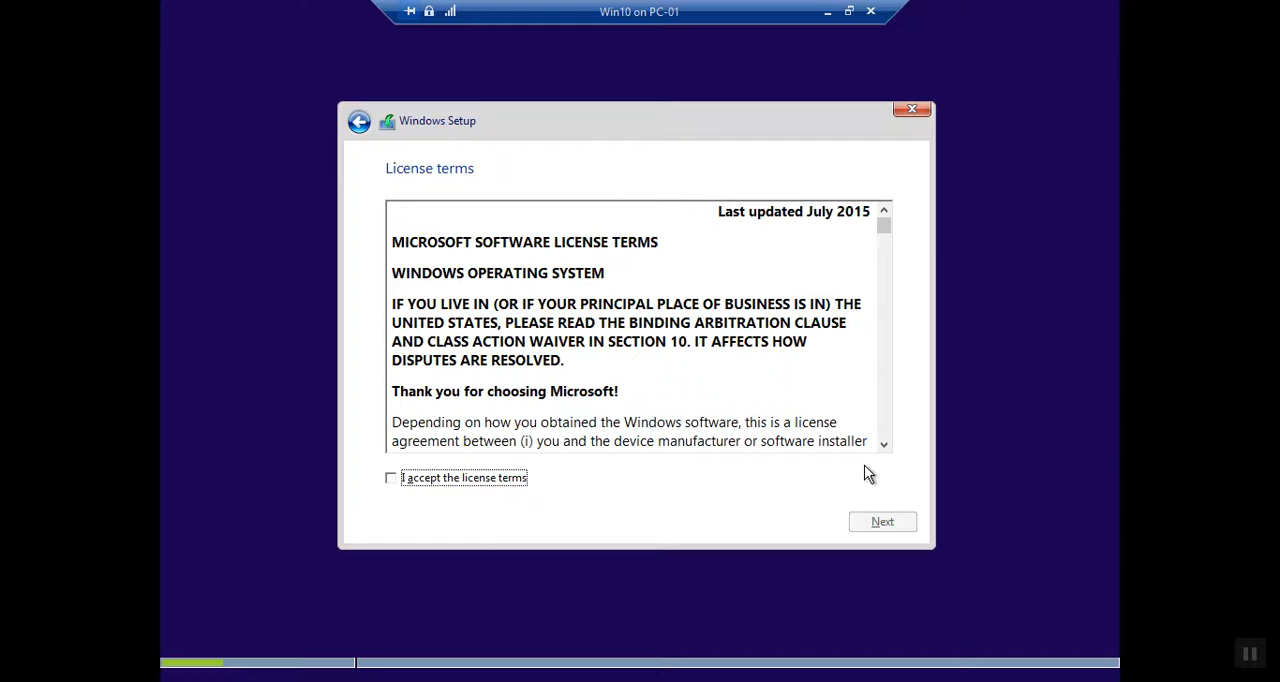 Win10 on PC-01
Windows Setup
License terms
Last updated July 2015
MICROSOFT SOFTWARE LICENSE TERMS
WINDOWS OPERATING SYSTEM
IF YOU LIVE IN (OR IF YOUR PRINCIPAL PLACE OF BUSINESS IS IN) THE
UNITED STATES, PLEASE READ THE BINDING ARBITRATION CLAUSE
AND CLASS ACTION WAIVER IN SECTION 10. IT AFFECTS HOW
DISPUTES ARE RESOLVED.
Thank you for choosing Microsoft!
Depending on how you obtained the Windows software, this is a license
agreement between (i) you and the device manufacturer or software installer
I accept the license terms
Next